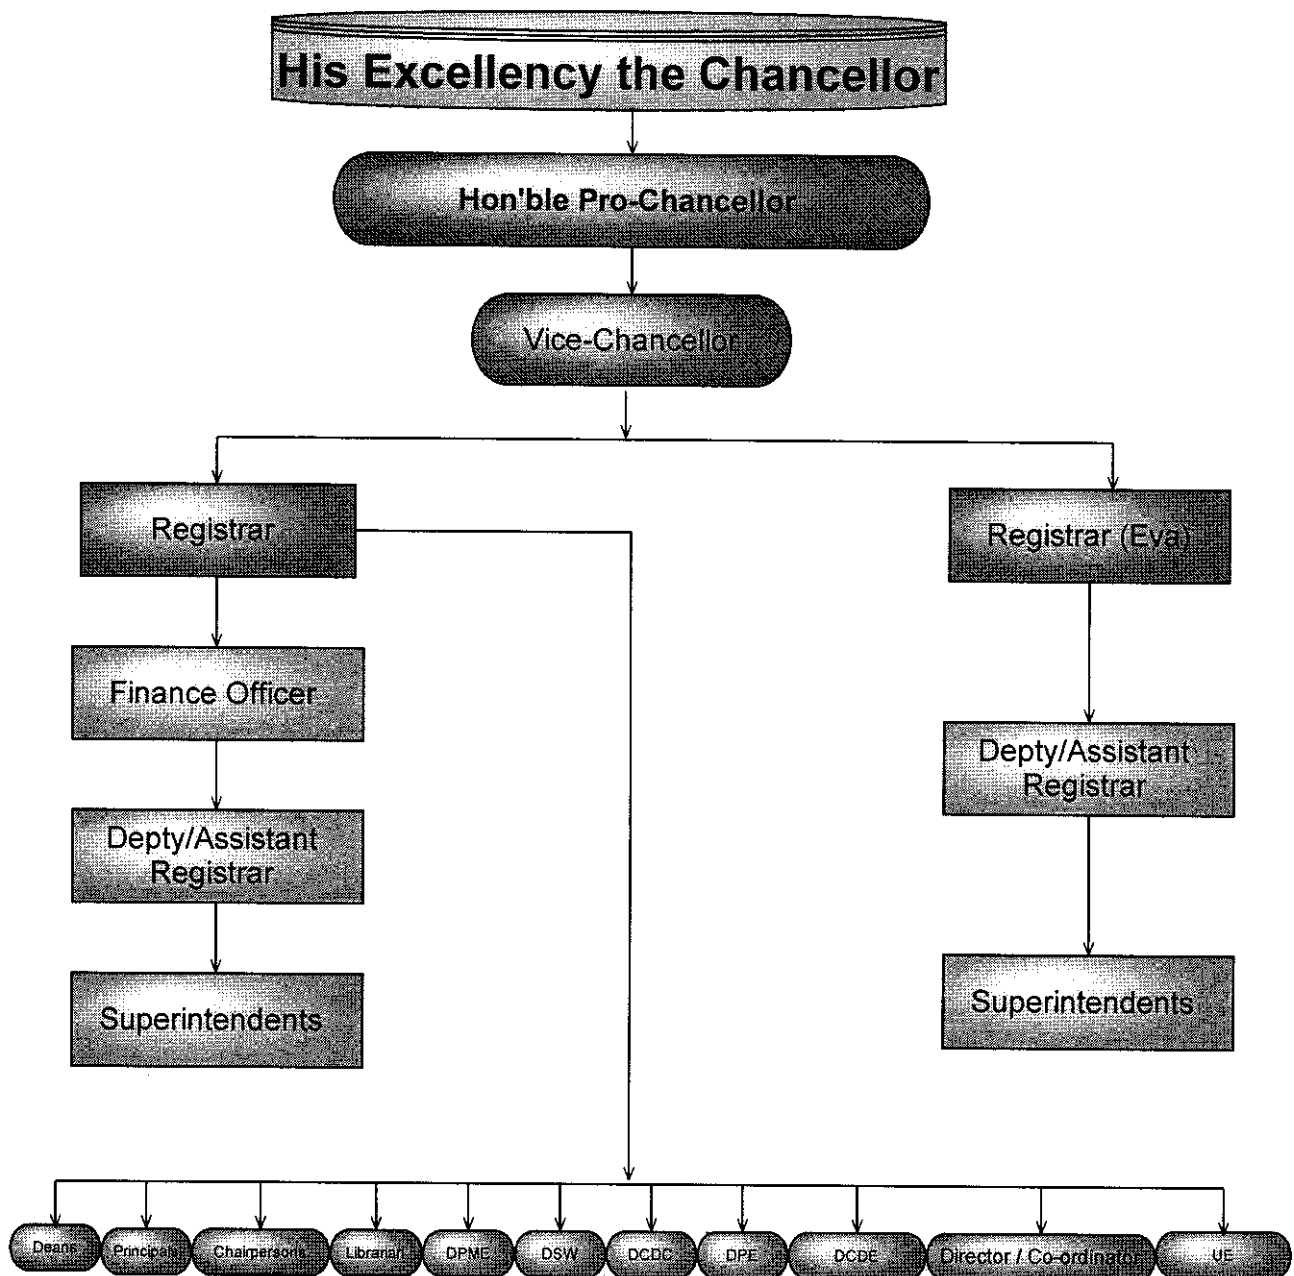 His Excellency the Chancellor
Hon'ble Pro-Chancellor
Vice-Chancellor
Registrar
Registrar (Eva)
Finance Officer
Depty/Assistant
Registrar
Depty/Assistant
Registrar
Superintendents
Superintendents
Deans
Principals
Chairpersons
Librarian
DPME
DSW
DCDC
DPE
DCDE
Director / Co-ordinator
UE